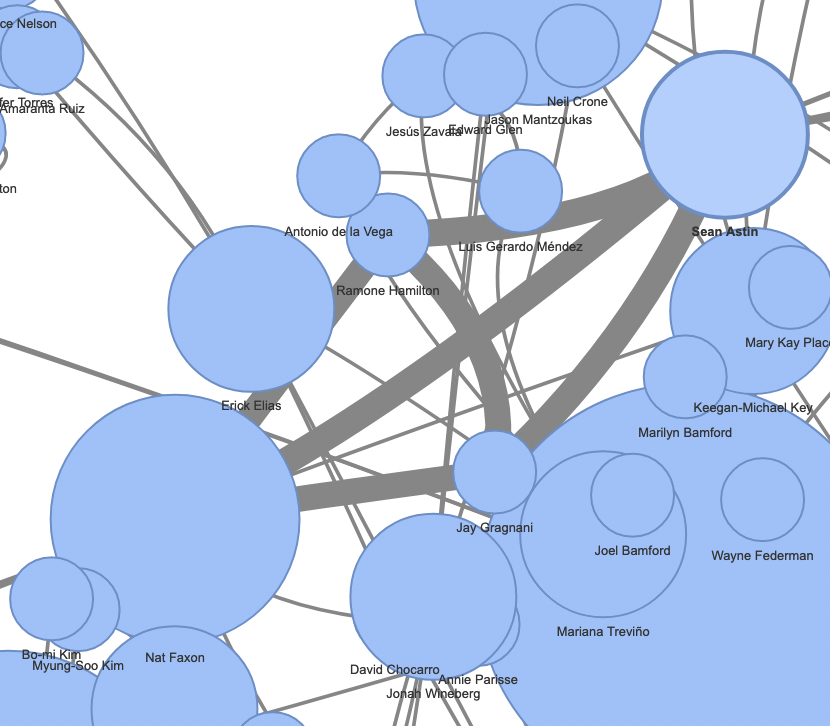 ce Nelson
fer Torres
Amaranta Ruiz
Neil Crone
Jason Mantzoukas
Jesús Zavala
Edward Glen
ton
Antonio de la Vega
Sean Astin
Luis Gerardo Méndez
Ramone Hamilton
Mary Kay Plac
Erick Elias
Keegan-Michael Key
Marilyn Bamford
Jay Gragnani
Joel Bamford
Wayne Federman
Mariana Treviño
Bo-mi Kim
Nat Faxon
Myung-Soo Kim
David Chocarro
Annie Parisse
Jonah Wineberg